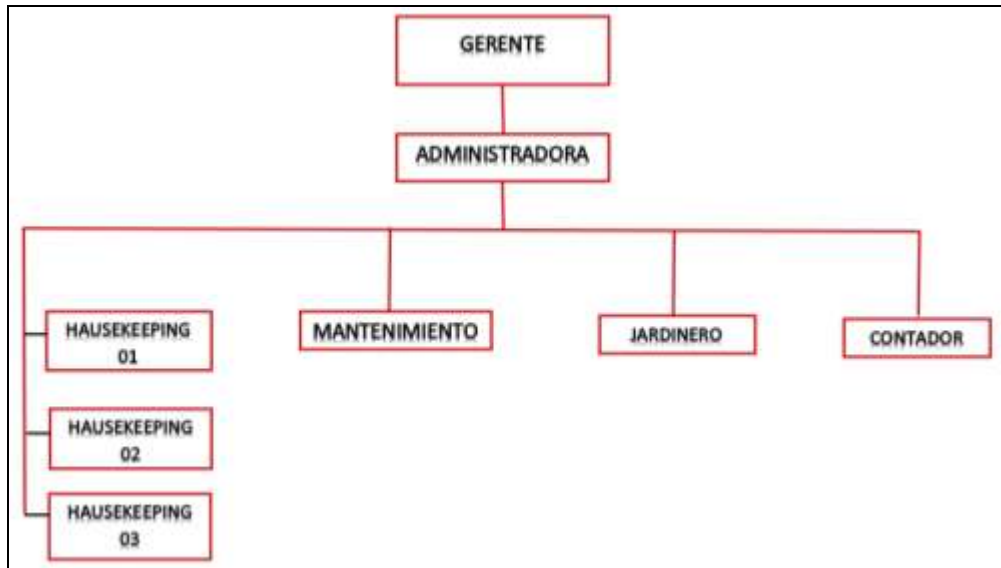 GERENTE
ADMINISTRADORA
HAUSEKEEPING
01
MANTENIMIENTO
JARDINERO
CONTADOR
HAUSEKEEPING
02
HAUSEKEEPING
03